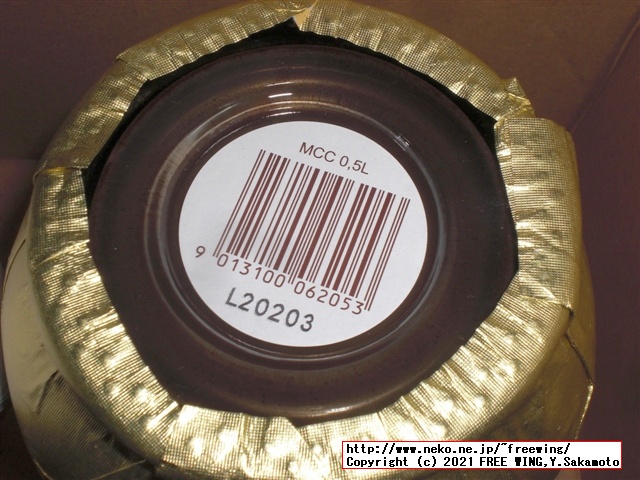 MCC 0,5L
9 013100 062053
L20203
http://www.neko.ne.jp/~freewing/
Copyright (c) 2021 FREE WING,Y.Sakamoto